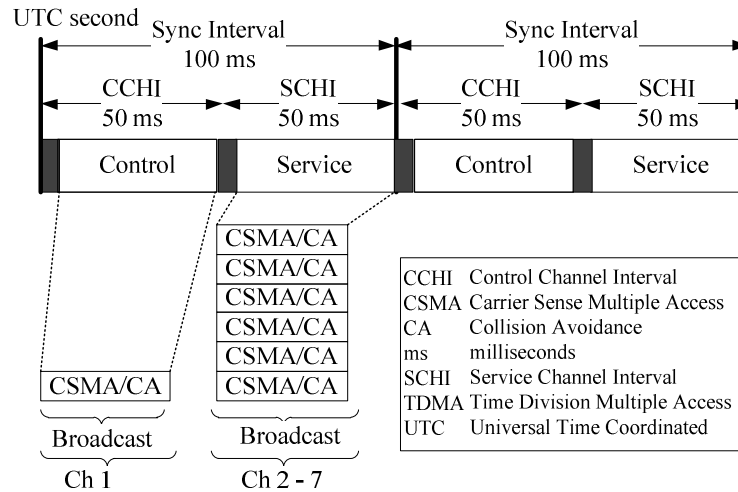 UTC second
Sync Interval
100 ms
Sync Interval
100 ms
CCHI
50 ms
SCHI
50 ms
CCHI
50 ms
SCHI
50 ms
Control
Service
Control
Service
CSMA/CA
CSMA/CA
CSMA/CA
CSMA/CA
CSMA/CA
CSMA/CA
CSMA/CA
Broadcast
Ch 1
Broadcast
Ch 2 - 7
CCHI Control Channel Interval
CSMA Carrier Sense Multiple Access
CA Collision Avoidance
ms milliseconds
SCHI Service Channel Interval
TDMA Time Division Multiple Access
UTC Universal Time Coordinated